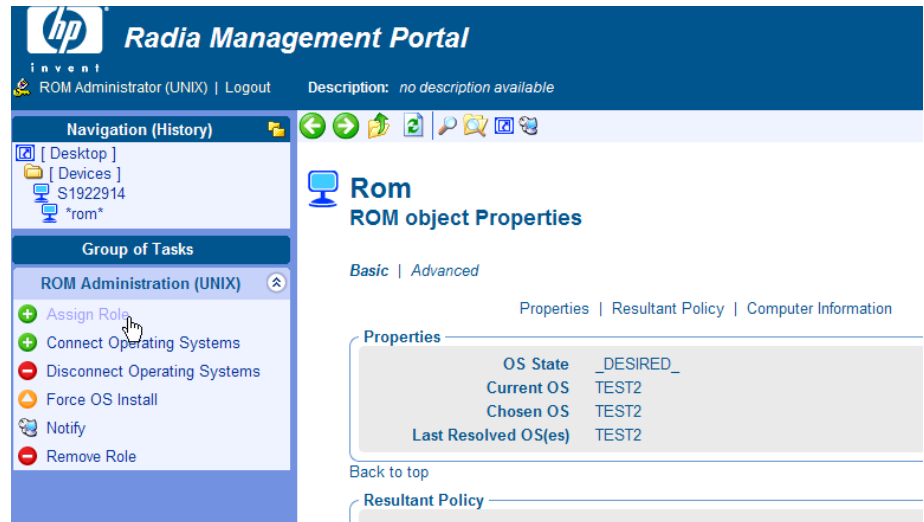 hp
invent
Radia Management Portal
ROM Administrator (UNIX) | Logout
Description: no description available
Navigation (History)
[ Desktop ]
[ Devices ]
S1922914
*rom*
Group of Tasks
ROM Administration (UNIX)
Assign Role
Connect Operating Systems
Disconnect Operating Systems
Force OS Install
Notify
Remove Role
Rom
ROM object Properties
Basic | Advanced
Properties | Resultant Policy | Computer Information
Properties
OS State _DESIRED_
Current OS TEST2
Chosen OS TEST2
Last Resolved OS(es) TEST2
Back to top
Resultant Policy